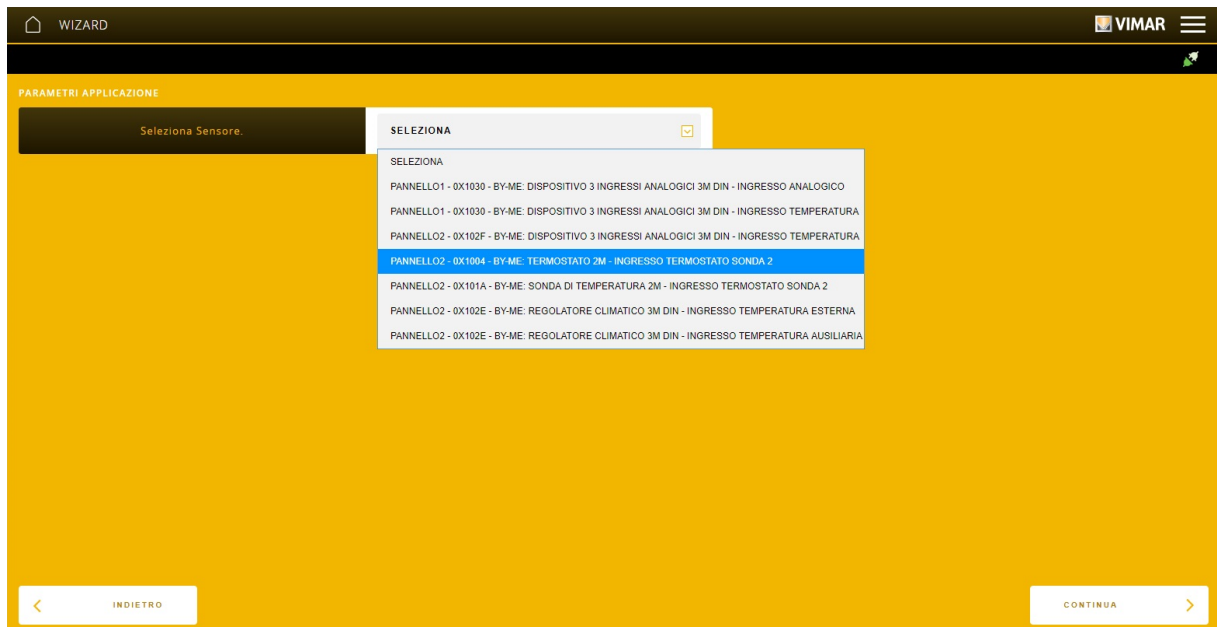 WIZARD
VIMAR
PARAMETRI APPLICAZIONE
Seleziona Sensore.
SELEZIONA
SELEZIONA
PANNELLO1 - 0X1030 - BY-ME: DISPOSITIVO 3 INGRESSI ANALOGICI 3M DIN - INGRESSO ANALOGICO
PANNELLO1 - 0X1030 - BY-ME: DISPOSITIVO 3 INGRESSI ANALOGICI 3M DIN - INGRESSO TEMPERATURA
PANNELLO2 - 0X102F - BY-ME: DISPOSITIVO 3 INGRESSI ANALOGICI 3M DIN - INGRESSO TEMPERATURA
PANNELLO2 - 0X1004 - BY-ME: TERMOSTATO 2M - INGRESSO TERMOSTATO SONDA 2
PANNELLO2 - 0X101A - BY-ME: SONDA DI TEMPERATURA 2M - INGRESSO TERMOSTATO SONDA 2
PANNELLO2 - 0X102E - BY-ME: REGOLATORE CLIMATICO 3M DIN - INGRESSO TEMPERATURA ESTERNA
PANNELLO2 - 0X102E - BY-ME: REGOLATORE CLIMATICO 3M DIN - INGRESSO TEMPERATURA AUSILIARIA
INDIETRO
CONTINUA